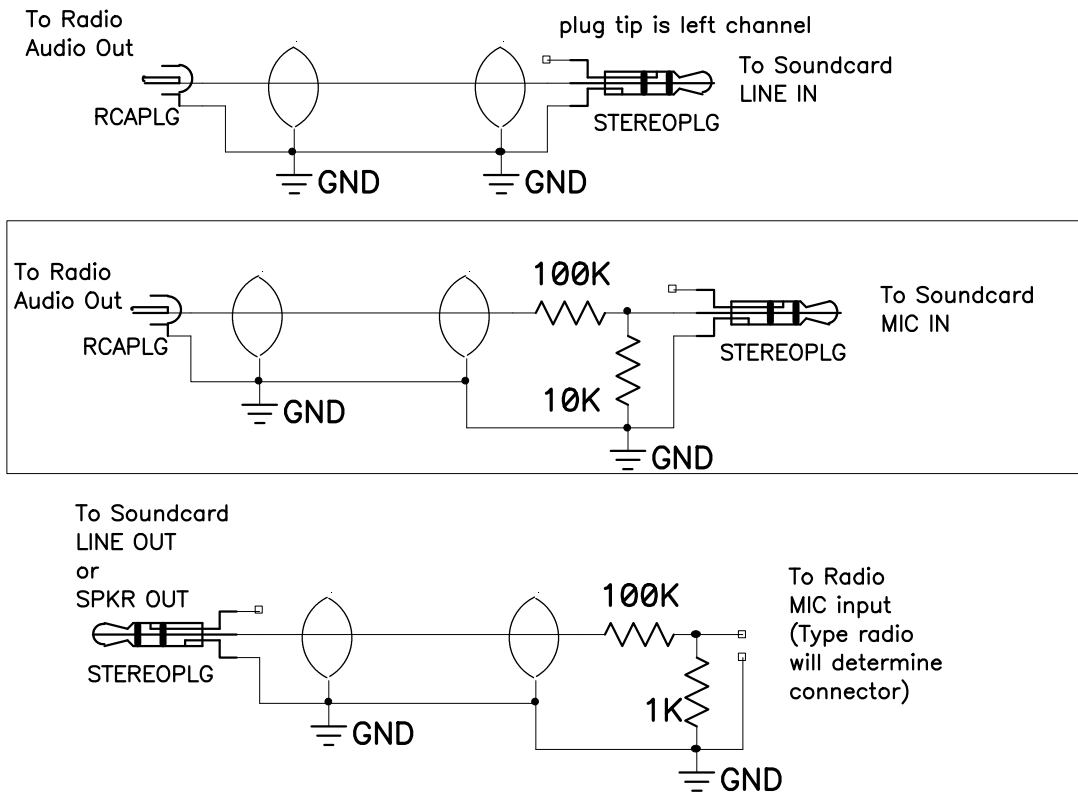 To Radio
Audio Out
plug tip is left channel
To Soundcard
LINE IN
RCAPLG
STEREOPLG
GND
GND
To Radio
Audio Out
100K
To Soundcard
MIC IN
RCAPLG
STEREOPLG
10K
GND
GND
To Soundcard
LINE OUT
or
SPKR OUT
100K
To Radio
MIC input
(Type radio
will determine
connector)
STEREOPLG
1K
GND
GND